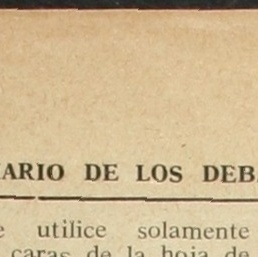 ARIO DE LOS DEB
e utilice solamente
caras de la hoja de